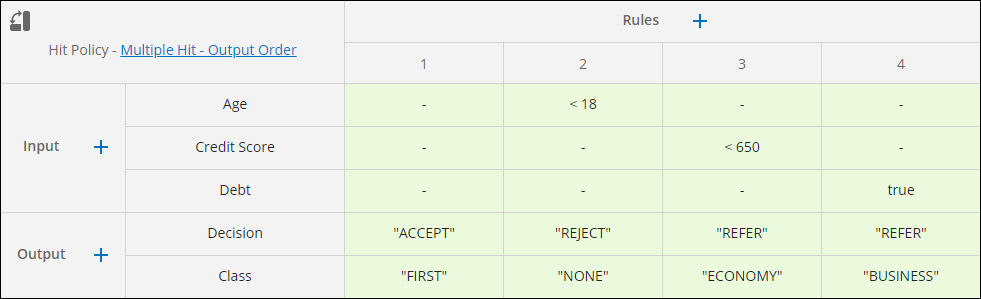 Rules +
Hit Policy - Multiple Hit - Output Order
1 2 3 4
Age - < 18 - -
Input + Credit Score - - < 650 -
Debt - - - true
Decision "ACCEPT" "REJECT" "REFER" "REFER"
Output +
Class "FIRST" "NONE" "ECONOMY" "BUSINESS"